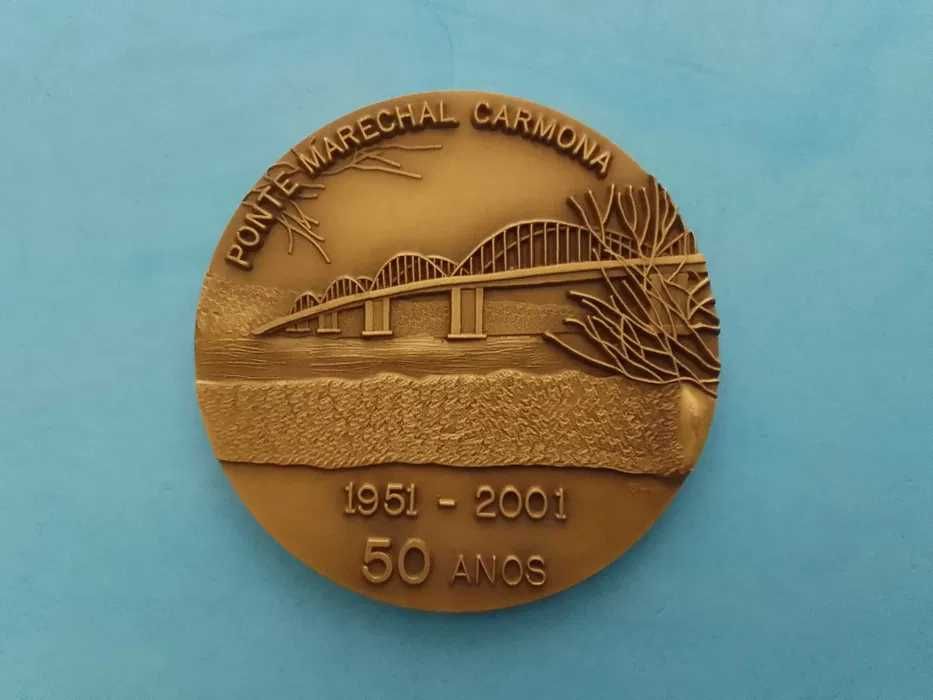 PONTE MARECHAL CARMONA
1951 - 2001
50 ANOS